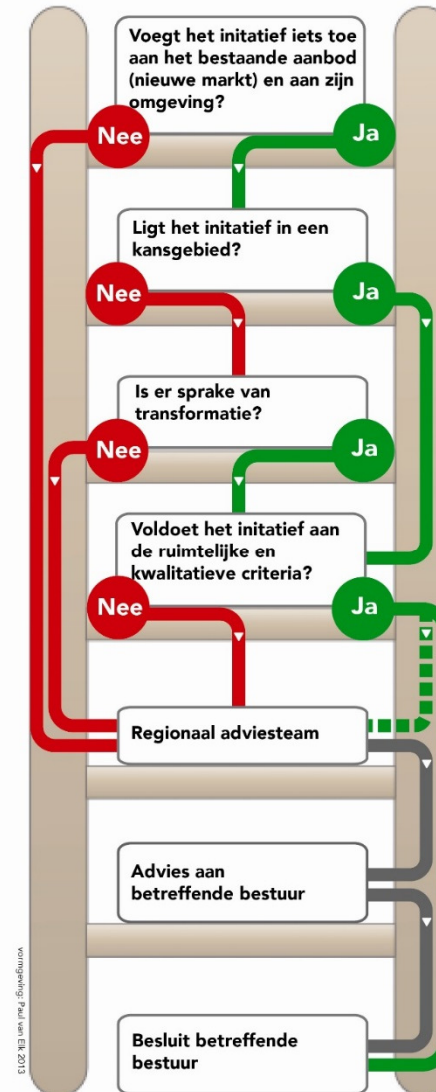 Voegt het initatief iets toe
aan het bestaande aanbod
(nieuwe markt) en aan zijn
omgeving?
Nee
Ja
Ligt het initatief in een
kansgebied?
Nee
Ja
Is er sprake van
transformatie?
Nee
Ja
Voldoet het initatief aan
de ruimtelijke en
kwalitatieve criteria?
Nee
Ja
Regionaal adviesteam
Advies aan
betreffende bestuur
Besluit betreffende
bestuur
vormgeving: Paul van Elk 2013